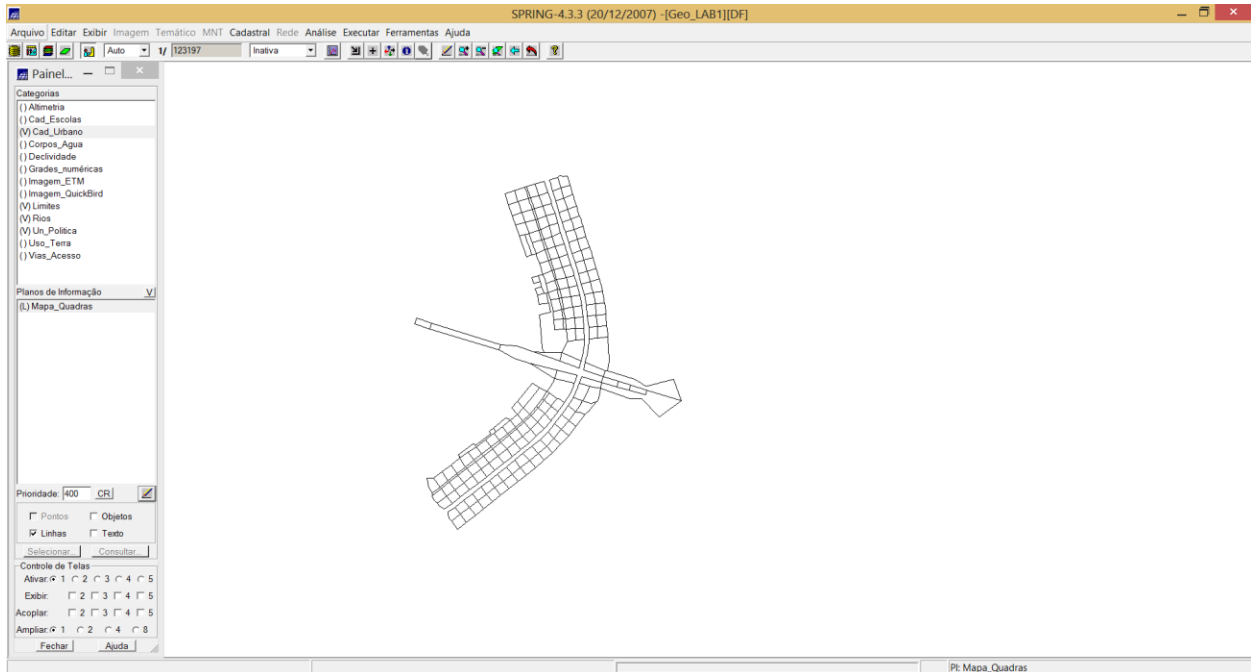 SPRING-4.3.3 (20/12/2007) -[Geo_LAB1][DF]
Arquivo Editar Exibir Imagem Temático MNT Cadastral Rede Análise Executar Ferramentas Ajuda
Auto 1/ 123197 Inativa
Painel...
Categorias
() Altimetria
() Cad_Escolas
(V) Cad_Urbano
() Corpos_Agua
() Declividade
() Grades_numéricas
() Imagem_ETM
() Imagem_QuickBird
(V) Limites
(V) Rios
(V) Un_Politica
() Uso_Terra
() Vias_Acesso
Planos de Informação V
(L) Mapa_Quadras
Prioridade: 400 CR
Pontos Objetos
Linhas Texto
Selecionar... Consultar...
Controle de Telas
Ativar: 1 2 3 4 5
Exibir: 2 3 4 5
Acoplar: 2 3 4 5
Ampliar: 1 2 4 8
Fechar Ajuda
PI: Mapa_Quadras